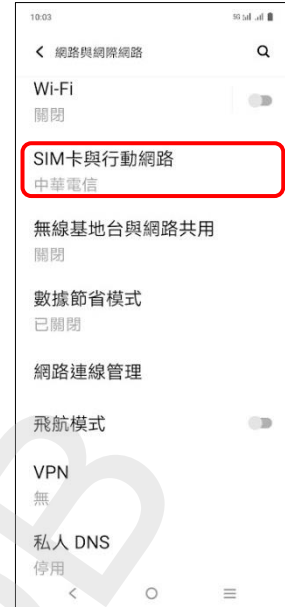 10:03
5G
網路與網際網路
Wi-Fi
關閉
SIM卡與行動網路
中華電信
無線基地台與網路共用
關閉
數據節省模式
已關閉
網路連線管理
飛航模式
VPN
無
私人 DNS
停用